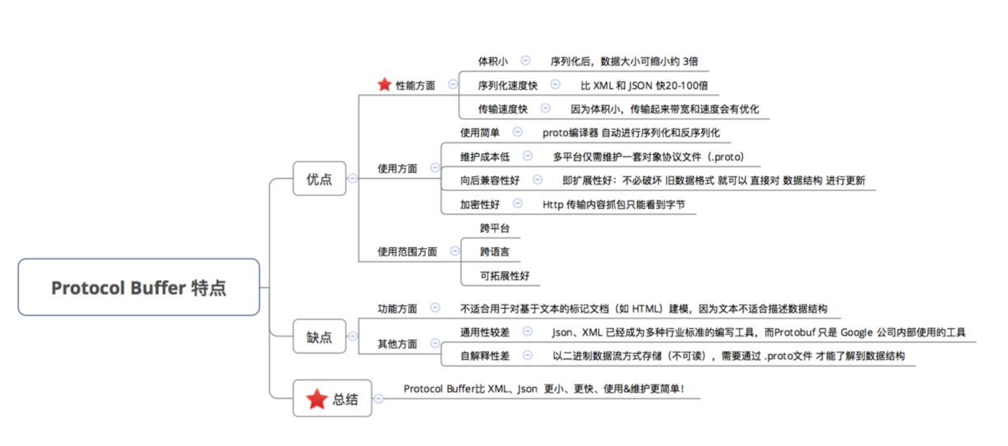 Protocol Buffer 特点
优点
性能方面
体积小
序列化后，数据大小可缩小约 3倍
序列化速度快
比 XML 和 JSON 快20-100倍
传输速度快
因为体积小，传输起来带宽和速度会有优化
使用方面
使用简单
proto编译器 自动进行序列化和反序列化
维护成本低
多平台仅需维护一套对象协议文件（.proto）
向后兼容性好
即扩展性好：不必破坏 旧数据格式 就可以 直接对 数据结构 进行更新
加密性好
Http 传输内容抓包只能看到字节
使用范围方面
跨平台
跨语言
可拓展性好
缺点
功能方面
不适合用于对基于文本的标记文档（如 HTML）建模，因为文本不适合描述数据结构
其他方面
通用性较差
Json、XML 已经成为多种行业标准的编写工具，而Protobuf 只是 Google 公司内部使用的工具
自解释性差
以二进制数据流方式存储（不可读），需要通过 .proto文件 才能了解到数据结构
总结
Protocol Buffer比 XML、Json 更小、更快、使用&维护更简单！